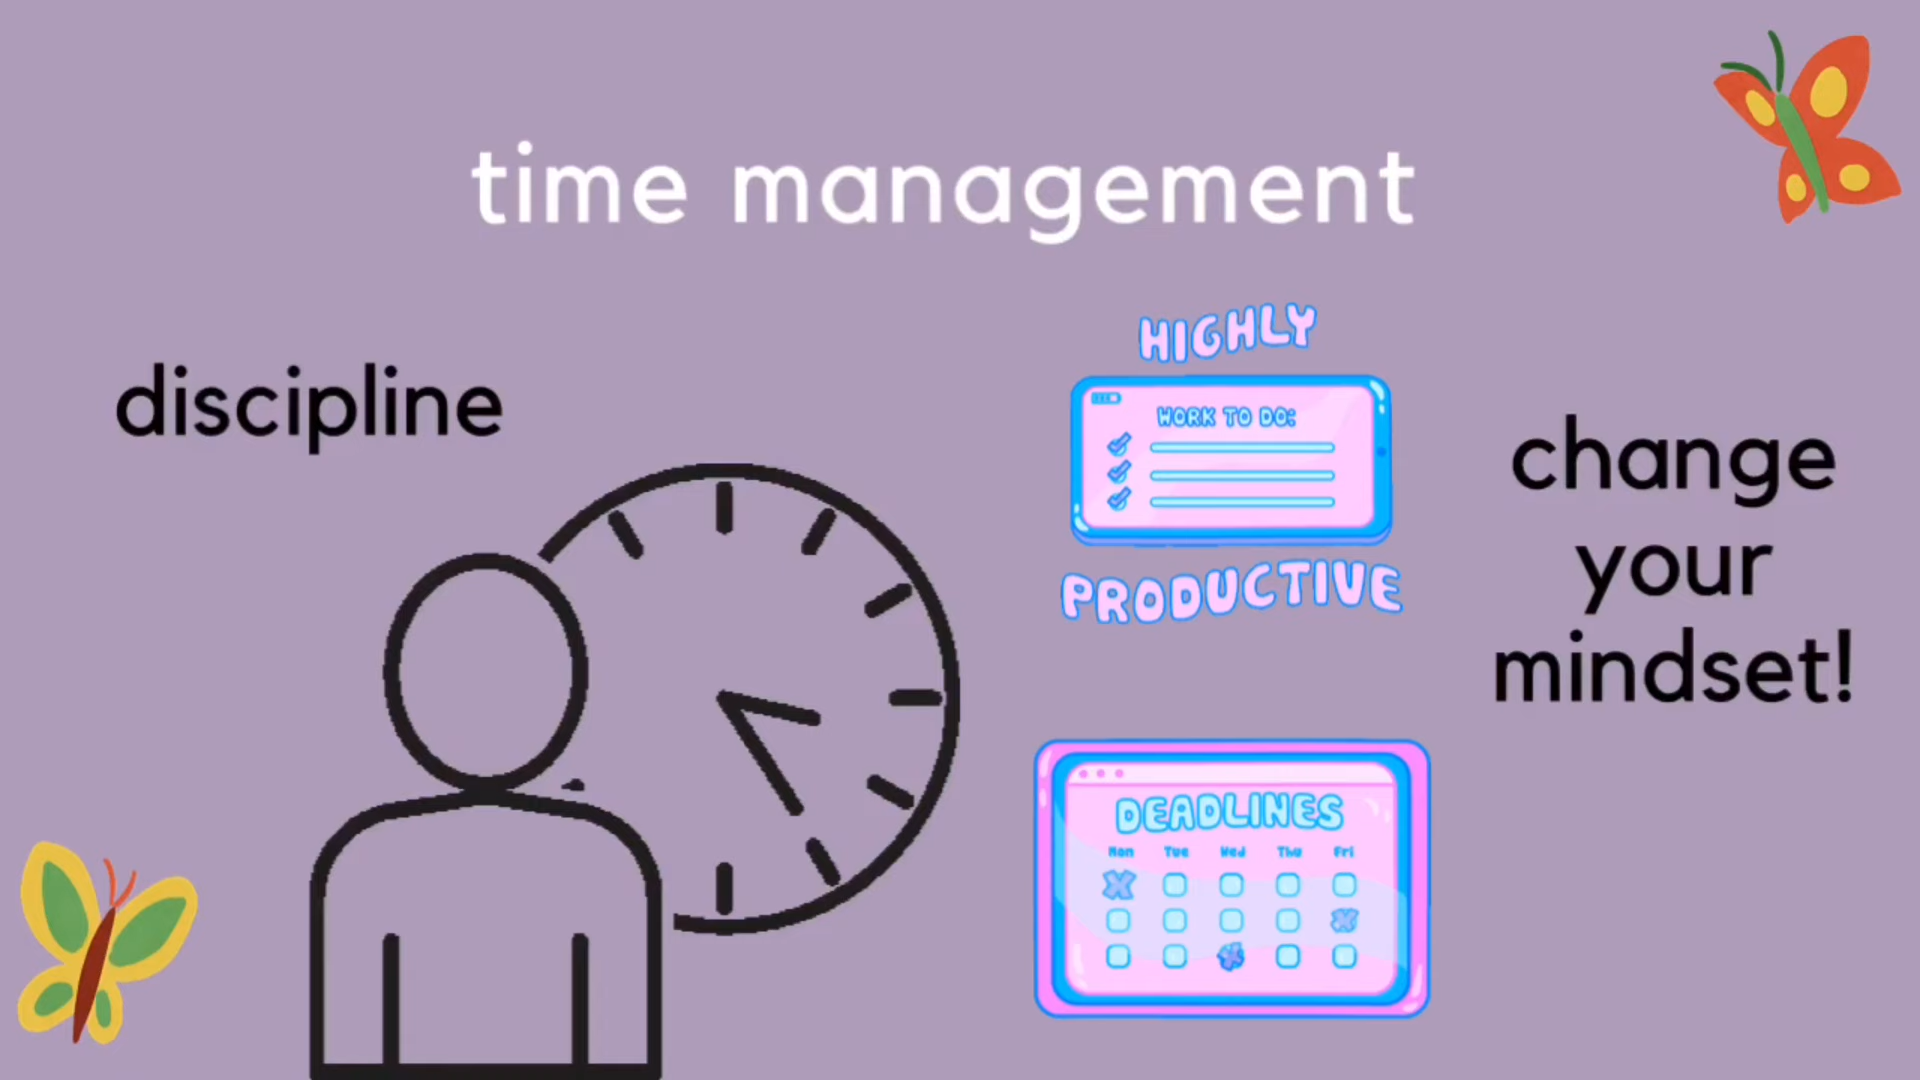 time management
discipline
HIGHLY
WORK TO DO:
PRODUCTIVE
change
your
mindset!
DEADLINES
Mon Tue Wed Thu Fri